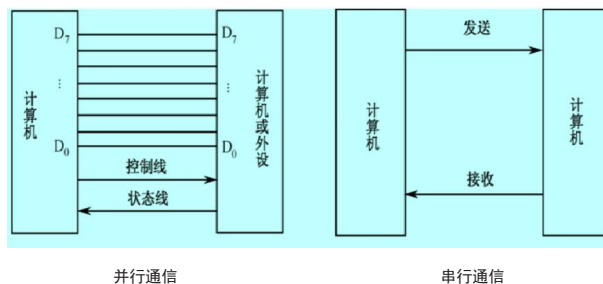 D7
D7
⋮
⋮
计算机
计算机或外设
D0
D0
控制线
状态线
并行通信
发送
计算机
计算机
接收
串行通信